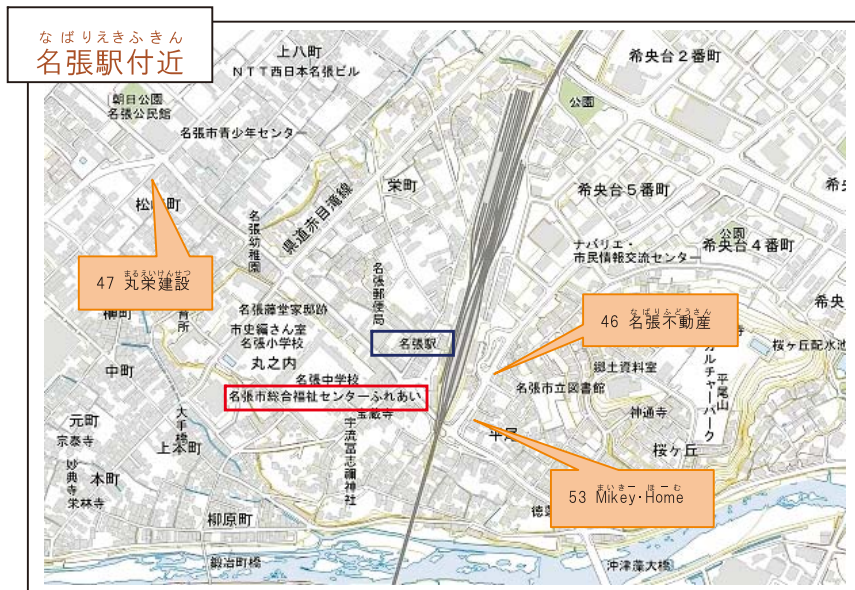 なばりえきふきん
名張駅付近
上八町
NTT西日本名張ビル
朝日公園
名張公民館
名張市青少年センター
希央台2番町
公園
希央台5番町
公園
希央台4番町
ナバリエ・
市民情報交流センター
栄町
県道赤目滝線
名張幼稚園
名張郵便局
まるえいけんせつ
47 丸栄建設
名張藤堂家邸跡
市史編さん室
名張小学校
丸之内
名張駅
名張中学校
名張市総合福祉センターふれあい
宝蔵寺
なばりふどうさん
46 名張不動産
郷土資料室
名張市立図書館
神通寺
平尾山
桜ヶ丘配水池
桜ヶ丘
平尾
まいきー ほーむ
53 Mikey・Home
中町
元町
宗泰寺
大手橋
上本町
妙典寺
本町
栄林寺
宇流冨志禰神社
柳原町
鍛冶町橋
沖津藻大橋